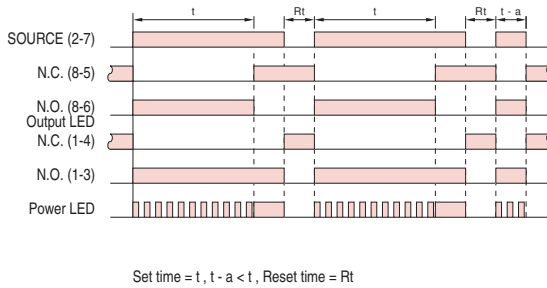 t Rt t Rt t - a
SOURCE (2-7)
N.C. (8-5)
N.O. (8-6)
Output LED
N.C. (1-4)
N.O. (1-3)
Power LED
Set time = t , t - a < t , Reset time = Rt